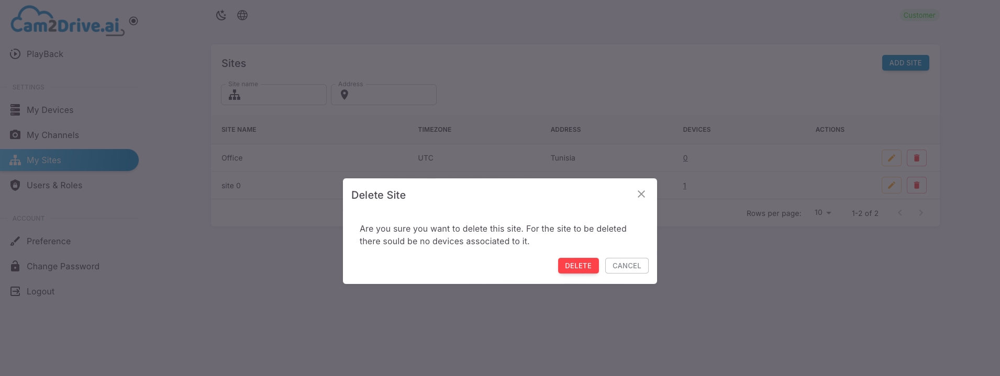 Cam2Drive.ai
Customer
PlayBack
SETTINGS
My Devices
My Channels
My Sites
Users & Roles
ACCOUNT
Preference
Change Password
Logout
Sites
ADD SITE
Site name
Address
SITE NAME TIMEZONE ADDRESS DEVICES ACTIONS
Office UTC Tunisia 0
site 0 1
Rows per page: 10 1-2 of 2
Delete Site
Are you sure you want to delete this site. For the site to be deleted
there sould be no devices associated to it.
DELETE CANCEL